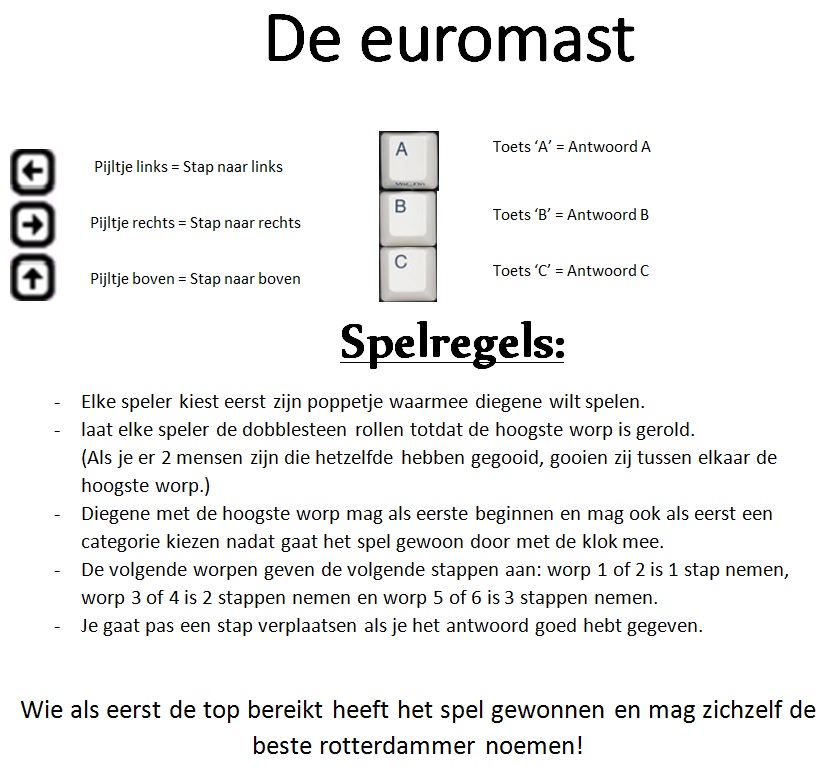 De euromast
Pijltje links = Stap naar links
Pijltje rechts = Stap naar rechts
Pijltje boven = Stap naar boven
A
B
C
Toets ‘A’ = Antwoord A
Toets ‘B’ = Antwoord B
Toets ‘C’ = Antwoord C
Spelregels:
- Elke speler kiest eerst zijn poppetje waarmee diegene wilt spelen.
- laat elke speler de dobblesteen rollen totdat de hoogste worp is gerold.
(Als je er 2 mensen zijn die hetzelfde hebben gegooid, gooien zij tussen elkaar de
hoogste worp.)
- Diegene met de hoogste worp mag als eerste beginnen en mag ook als eerst een
categorie kiezen nadat gaat het spel gewoon door met de klok mee.
- De volgende worpen geven de volgende stappen aan: worp 1 of 2 is 1 stap nemen,
worp 3 of 4 is 2 stappen nemen en worp 5 of 6 is 3 stappen nemen.
- Je gaat pas een stap verplaatsen als je het antwoord goed hebt gegeven.
Wie als eerst de top bereikt heeft het spel gewonnen en mag zichzelf de
beste rotterdammer noemen!